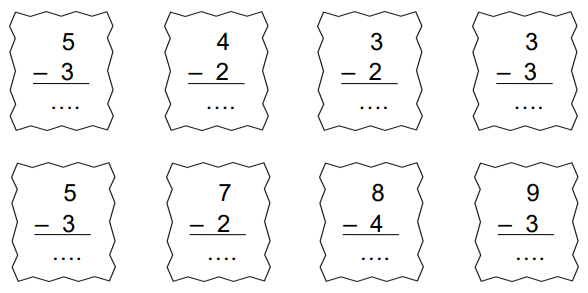 5 4 3 3
– 3 – 2 – 2 – 3
.... .... .... ....
5 7 8 9
– 3 – 2 – 4 – 3
.... .... .... ....